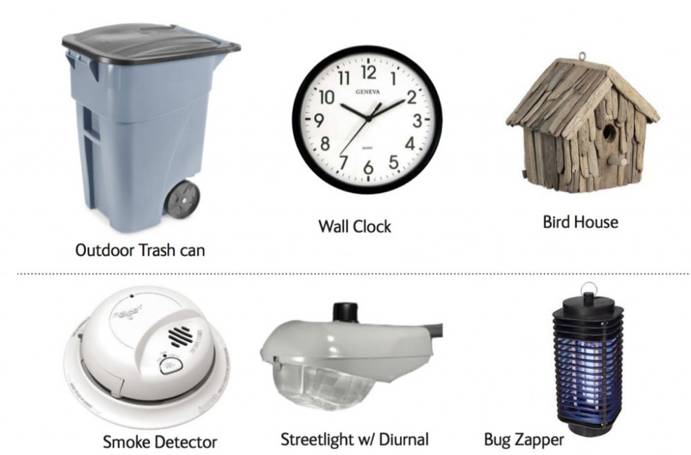 12
11 1
GENEVA
10 2
9 3
QUARTZ
8 4
7 5
6
Outdoor Trash can
Wall Clock
Bird House
Smoke Detector
Streetlight w/ Diurnal
Bug Zapper